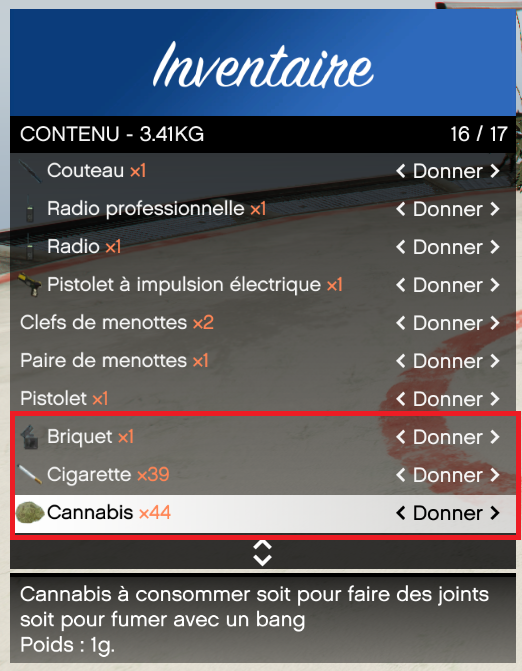 Inventaire
CONTENU - 3.41KG 16 / 17
Couteau x1 < Donner >
Radio professionnelle x1 < Donner >
Radio x1 < Donner >
Pistolet à impulsion électrique x1 < Donner >
Clefs de menottes x2 < Donner >
Paire de menottes x1 < Donner >
Pistolet x1 < Donner >
Briquet x1 < Donner >
Cigarette x39 < Donner >
Cannabis x44 < Donner >
Cannabis à consommer soit pour faire des joints
soit pour fumer avec un bang
Poids : 1g.